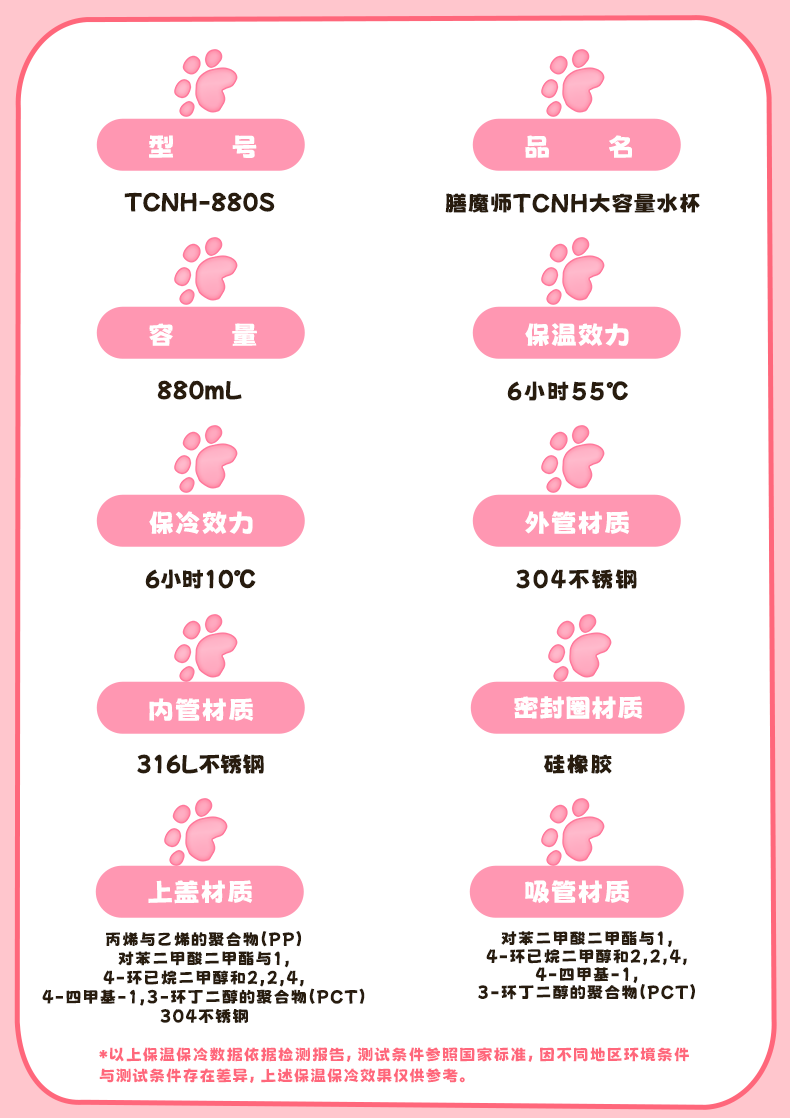 型号
品名
TCNH-880S
膳魔师TCNH大容量水杯
容量
保温效力
880mL
6小时55℃
保冷效力
外管材质
6小时10℃
304不锈钢
内管材质
密封圈材质
316L不锈钢
硅橡胶
上盖材质
吸管材质
丙烯与乙烯的聚合物(PP)
对苯二甲酸二甲酯与1,
4-环已烷二甲醇和2,2,4,
4-四甲基-1,3-环丁二醇的聚合物(PCT)
304不锈钢
对苯二甲酸二甲酯与1,
4-环已烷二甲醇和2,2,4,
4-四甲基-1,
3-环丁二醇的聚合物(PCT)
*以上保温保冷数据依据检测报告, 测试条件参照国家标准, 因不同地区环境条件
与测试条件存在差异, 上述保温保冷效果仅供参考。